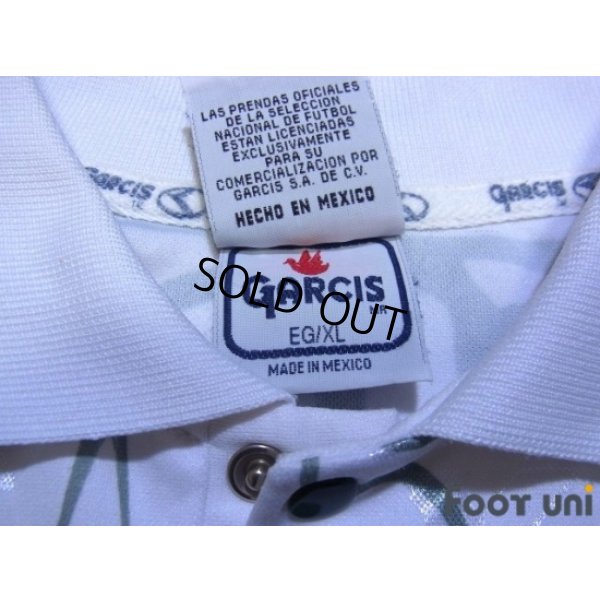 LAS PRENDAS OFICIALES
DE LA SELECCION
NACIONAL DE FUTBOL
ESTAN LICENCIADAS
EXCLUSIVAMENTE
PARA SU
COMERCIALIZACION POR
GARCIS S.A. DE C.V.
HECHO EN MEXICO
GARCIS
GARCIS
GARCIS
MR
EG/XL
MADE IN MEXICO
SOLD OUT
FOOT UNI